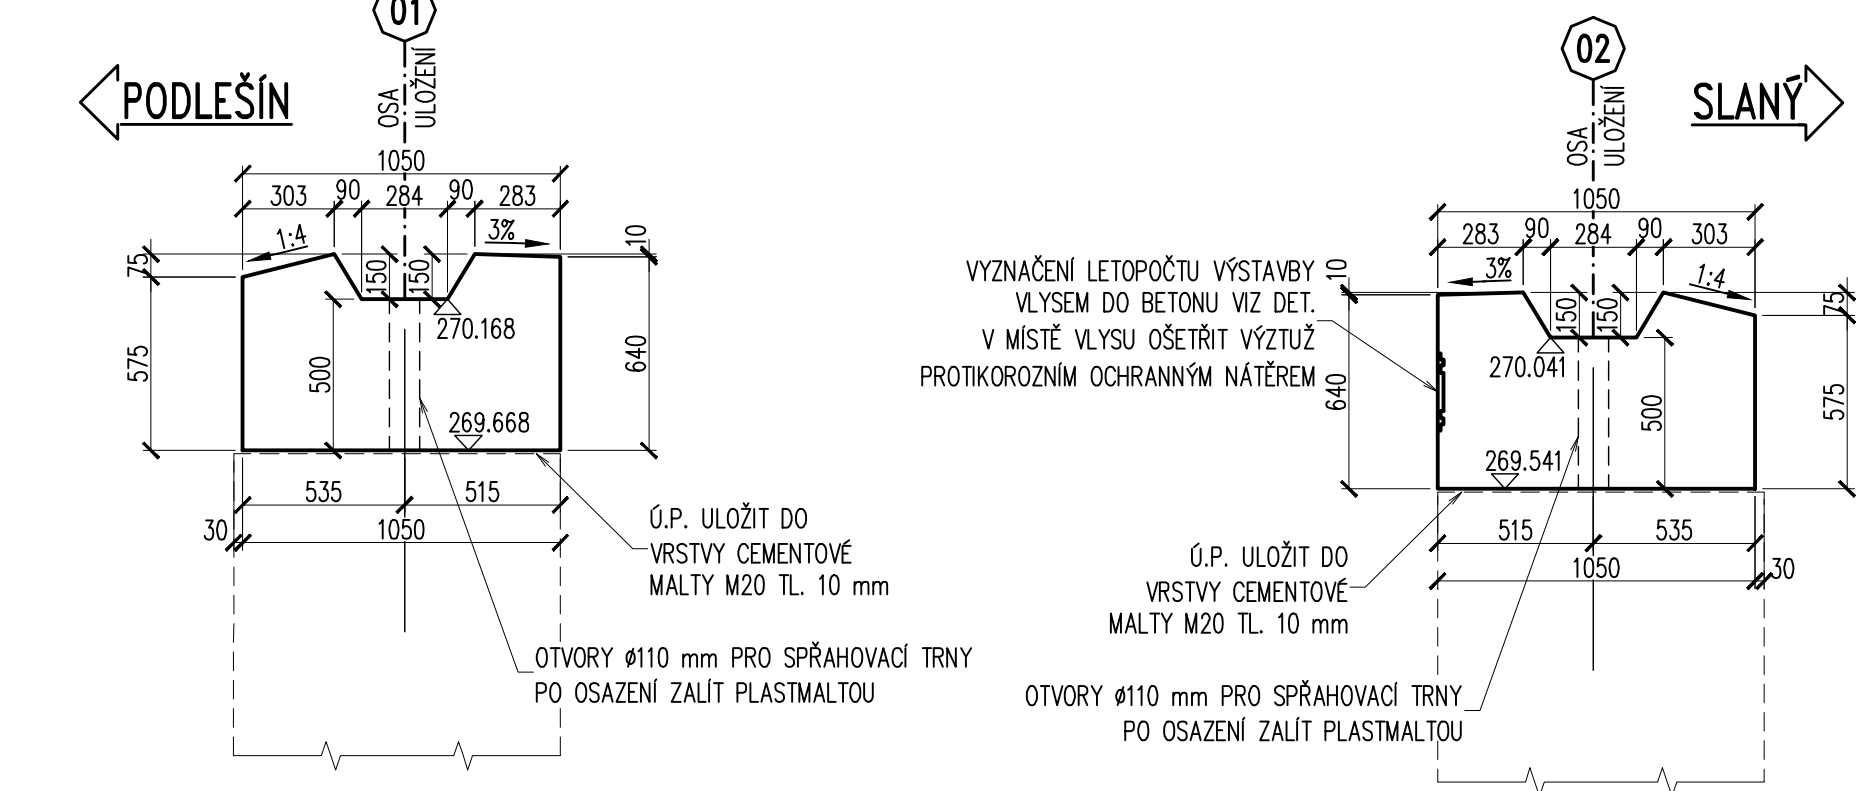 01
OSA
ULOŽENÍ
PODLEŠÍN
1050
303 90 284 90 283
1:4
3%
10
75
150 150
270.168
575
500
640
269.668
535 515
30 1050
Ú.P. ULOŽIT DO
VRSTVY CEMENTOVÉ
MALTY M20 TL. 10 mm
OTVORY Ø110 mm PRO SPŘAHOVACÍ TRNY
PO OSAZENÍ ZALÍT PLASTMALTOU
02
OSA
ULOŽENÍ
SLANÝ
1050
283 90 284 90 303
3%
1:4
10
75
150 150
VYZNAČENÍ LETOPOČTU VÝSTAVBY
VLYSEM DO BETONU VIZ DET.
V MÍSTĚ VLYSU OŠETŘIT VÝZTUŽ
PROTIKOROZNÍM OCHRANNÝM NÁTĚREM
270.041
640
500
575
269.541
515 535
1050 30
Ú.P. ULOŽIT DO
VRSTVY CEMENTOVÉ
MALTY M20 TL. 10 mm
OTVORY Ø110 mm PRO SPŘAHOVACÍ TRNY
PO OSAZENÍ ZALÍT PLASTMALTOU